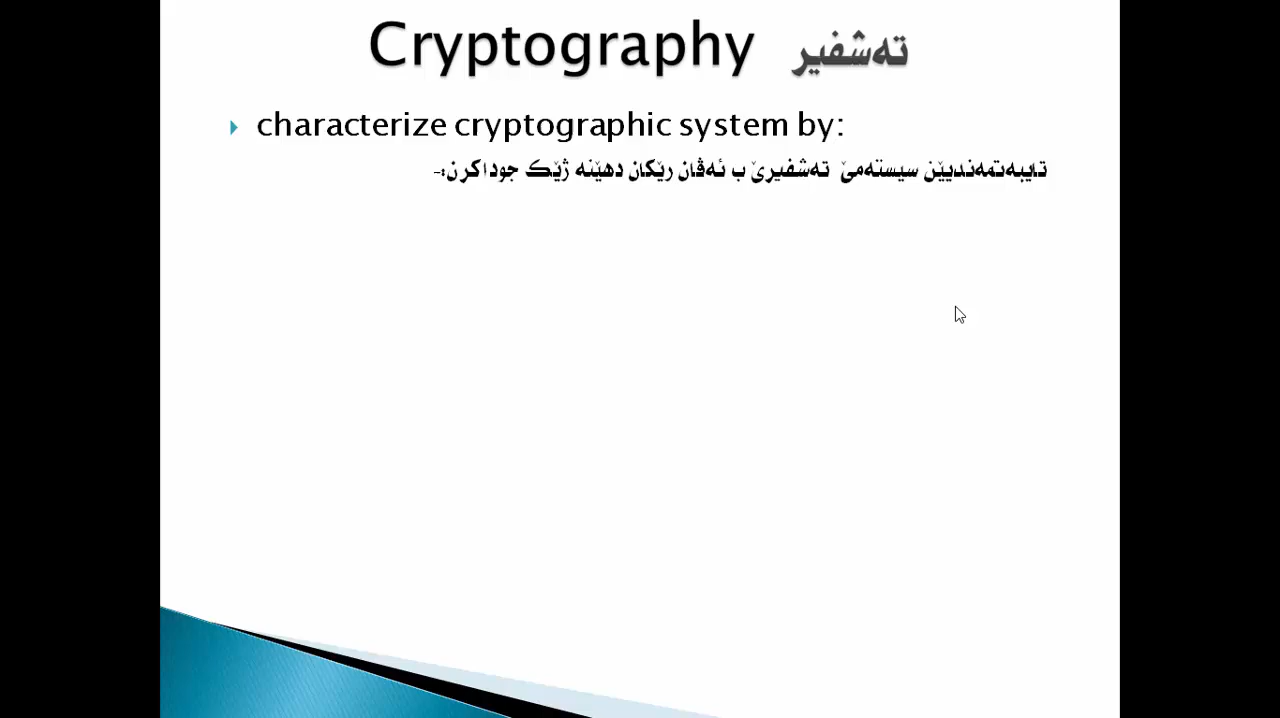 Cryptography تەشفیر
characterize cryptographic system by:
تایبەتمەندیێن سیستەمێ تەشفیرێ ب ئەڤان رێکان دهێنە ژێک جوداکرن:-